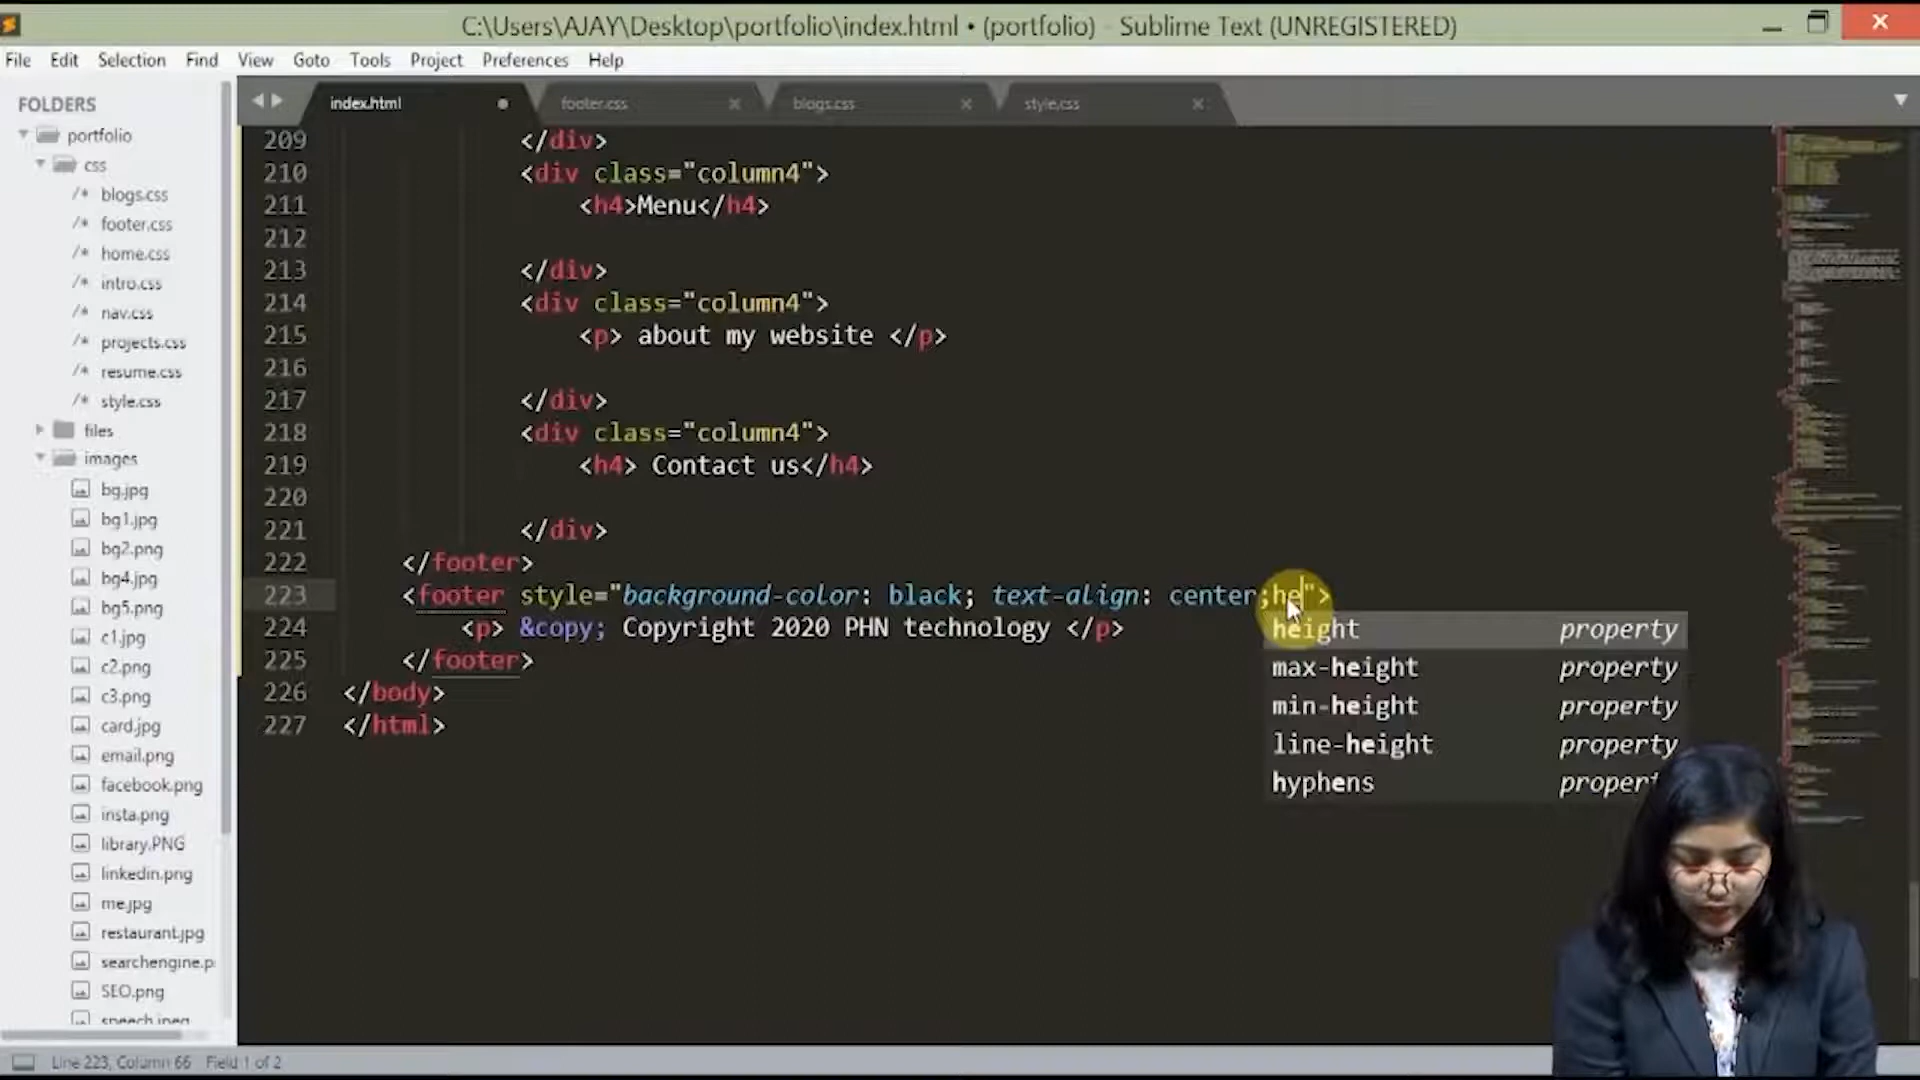 C:\Users\AJAY\Desktop\portfolio\index.html • (portfolio) - Sublime Text (UNREGISTERED)
File Edit Selection Find View Goto Tools Project Preferences Help
FOLDERS
portfolio
css
/* blogs.css
/* footer.css
/* home.css
/* intro.css
/* nav.css
/* projects.css
/* resume.css
/* style.css
files
images
bg.jpg
bg1.jpg
bg2.png
bg4.jpg
bg5.png
c1.jpg
c2.png
c3.png
card.jpg
email.png
facebook.png
insta.png
library.PNG
linkedin.png
me.jpg
restaurant.jpg
searchengine.p
SEO.png
speech.jpeg
index.html footer.css blogs.css style.css
209 </div>
210 <div class="column4">
211 <h4>Menu</h4>
212
213 </div>
214 <div class="column4">
215 <p> about my website </p>
216
217 </div>
218 <div class="column4">
219 <h4> Contact us</h4>
220
221 </div>
222 </footer>
223 <footer style="background-color: black; text-align: center;he">
224 <p> &copy; Copyright 2020 PHN technology </p>
225 </footer>
226 </body>
227 </html>
height property
max-height property
min-height property
line-height property
hyphens propert
Line 223, Column 66 Field 1 of 2